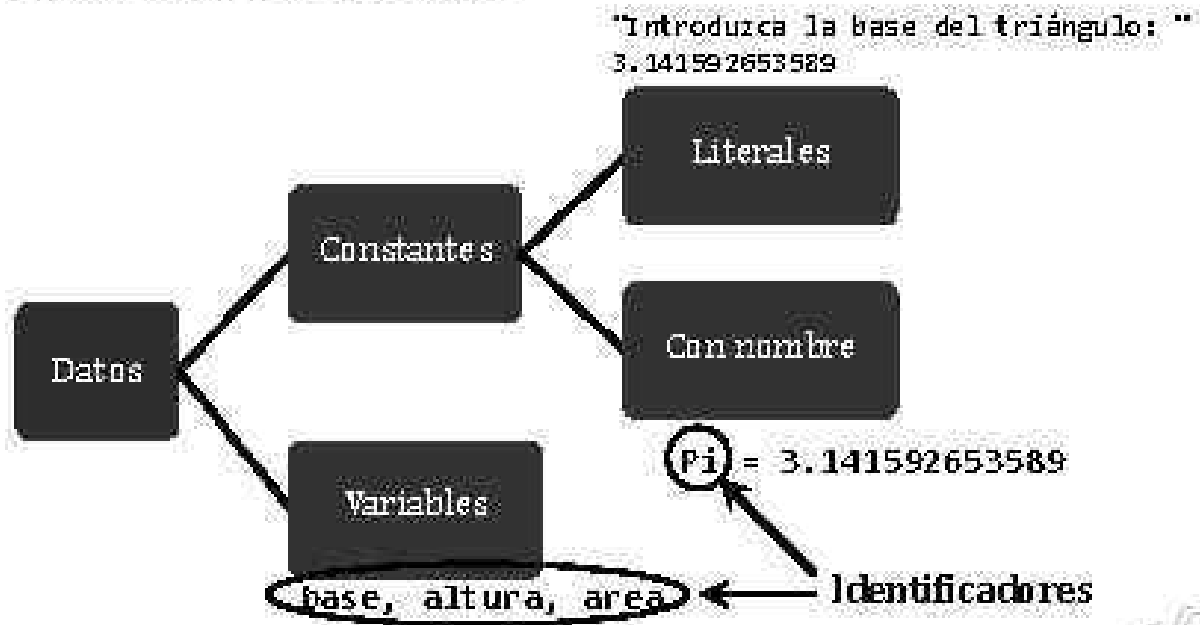 "Introduzca la base del triángulo: "
3.141592653589
Literales
Constantes
Con nombre
Datos
Pi = 3.141592653589
Variables
base, altura, area
Identificadores